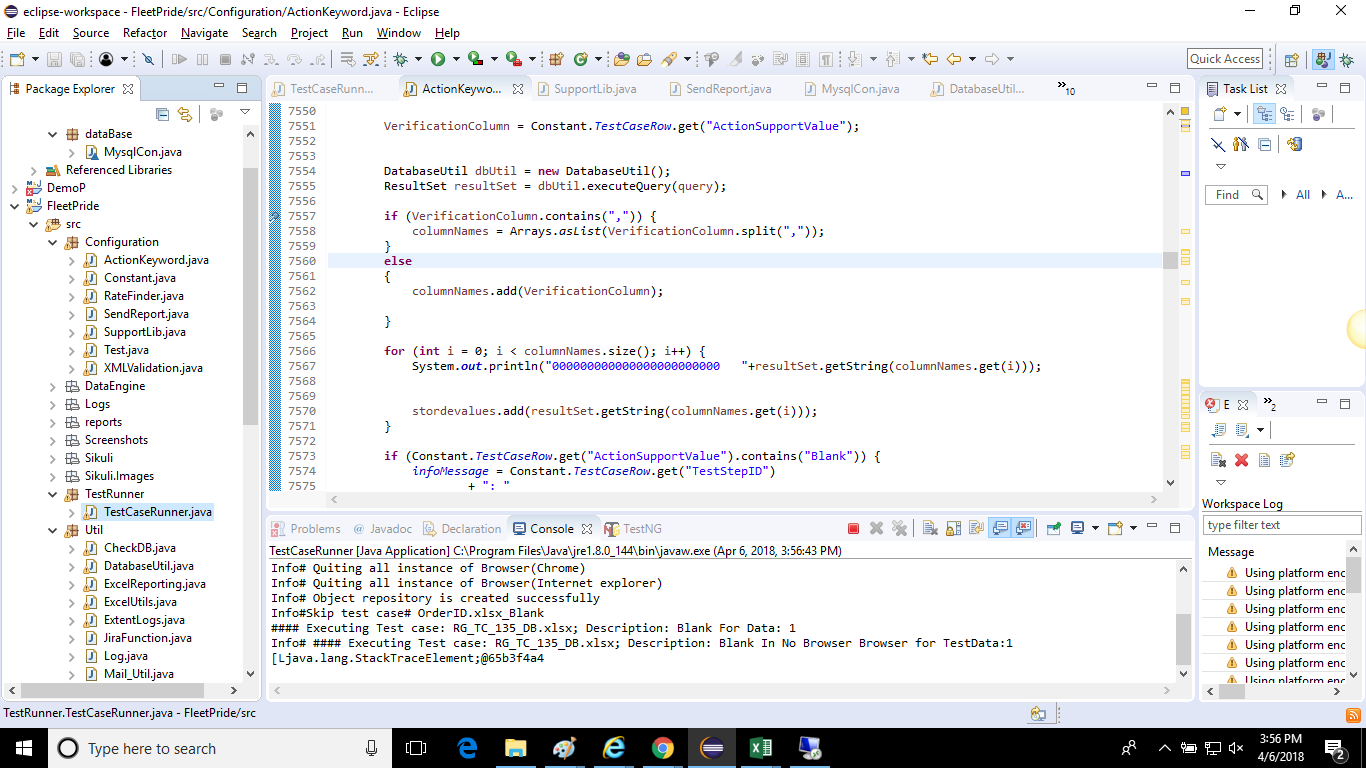 eclipse-workspace - FleetPride/src/Configuration/ActionKeyword.java - Eclipse
File Edit Source Refactor Navigate Search Project Run Window Help
Quick Access
Package Explorer
dataBase
MysqlCon.java
Referenced Libraries
DemoP
FleetPride
src
Configuration
ActionKeyword.java
Constant.java
RateFinder.java
SendReport.java
SupportLib.java
Test.java
XMLValidation.java
DataEngine
Logs
reports
Screenshots
Sikuli
Sikuli.Images
TestRunner
TestCaseRunner.java
Util
CheckDB.java
DatabaseUtil.java
ExcelReporting.java
ExcelUtils.java
ExtentLogs.java
JiraFunction.java
Log.java
Mail_Util.java
TestCaseRunn... ActionKeywo... SupportLib.java SendReport.java MysqlCon.java DatabaseUtil... »10
7550
7551 VerificationColumn = Constant.TestCaseRow.get("ActionSupportValue");
7552
7553
7554 DatabaseUtil dbUtil = new DatabaseUtil();
7555 ResultSet resultSet = dbUtil.executeQuery(query);
7556
7557 if (VerificationColumn.contains(",")) {
7558 columnNames = Arrays.asList(VerificationColumn.split(","));
7559 }
7560 else
7561 {
7562 columnNames.add(VerificationColumn);
7563
7564 }
7565
7566 for (int i = 0; i < columnNames.size(); i++) {
7567 System.out.println("000000000000000000000000   "+resultSet.getString(columnNames.get(i)));
7568
7569
7570 stordevalues.add(resultSet.getString(columnNames.get(i)));
7571 }
7572
7573 if (Constant.TestCaseRow.get("ActionSupportValue").contains("Blank")) {
7574 infoMessage = Constant.TestCaseRow.get("TestStepID")
7575 + ": "
Problems Javadoc Declaration Console TestNG
TestCaseRunner [Java Application] C:\Program Files\Java\jre1.8.0_144\bin\javaw.exe (Apr 6, 2018, 3:56:43 PM)
Info# Quiting all instance of Browser(Chrome)
Info# Quiting all instance of Browser(Internet explorer)
Info# Object repository is created successfully
Info#Skip test case# OrderID.xlsx_Blank
#### Executing Test case: RG_TC_135_DB.xlsx; Description: Blank For Data: 1
Info# #### Executing Test case: RG_TC_135_DB.xlsx; Description: Blank In No Browser Browser for TestData:1
[Ljava.lang.StackTraceElement;@65b3f4a4
Task List
Find All A...
E »2
Workspace Log
type filter text
Message
Using platform enc
Using platform enc
Using platform enc
Using platform enc
Using platform enc
Using platform enc
Using platform enc
TestRunner.TestCaseRunner.java - FleetPride/src
Type here to search
3:56 PM
4/6/2018
2